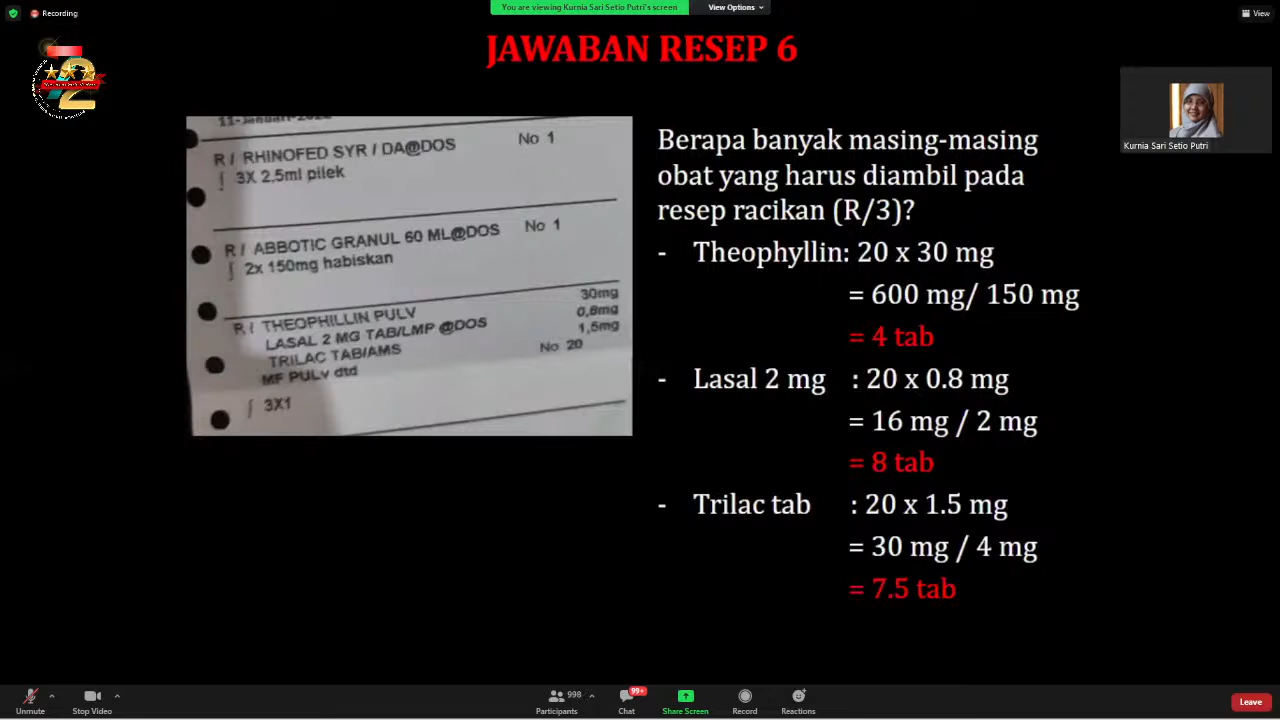 Recording
You are viewing Kurnia Sari Setio Putri's screen
View Options
View
JAWABAN RESEP 6
2
Kurnia Sari Setio Putri
R / RHINOFED SYR / DA@DOS No 1
3X 2.5ml pilek
R / ABBOTIC GRANUL 60 ML@DOS No 1
2x 150mg habiskan
R / THEOPHILLIN PULV 30mg
LASAL 2 MG TAB/LMP @DOS 0,8mg
TRILAC TAB/AMS 1,5mg
MF PULv dtd No 20
3X1
Berapa banyak masing-masing
obat yang harus diambil pada
resep racikan (R/3)?
- Theophyllin: 20 x 30 mg
= 600 mg/ 150 mg
= 4 tab
- Lasal 2 mg : 20 x 0.8 mg
= 16 mg / 2 mg
= 8 tab
- Trilac tab : 20 x 1.5 mg
= 30 mg / 4 mg
= 7.5 tab
Unmute
Stop Video
998
Participants
99+
Chat
Share Screen
Record
Reactions
Leave